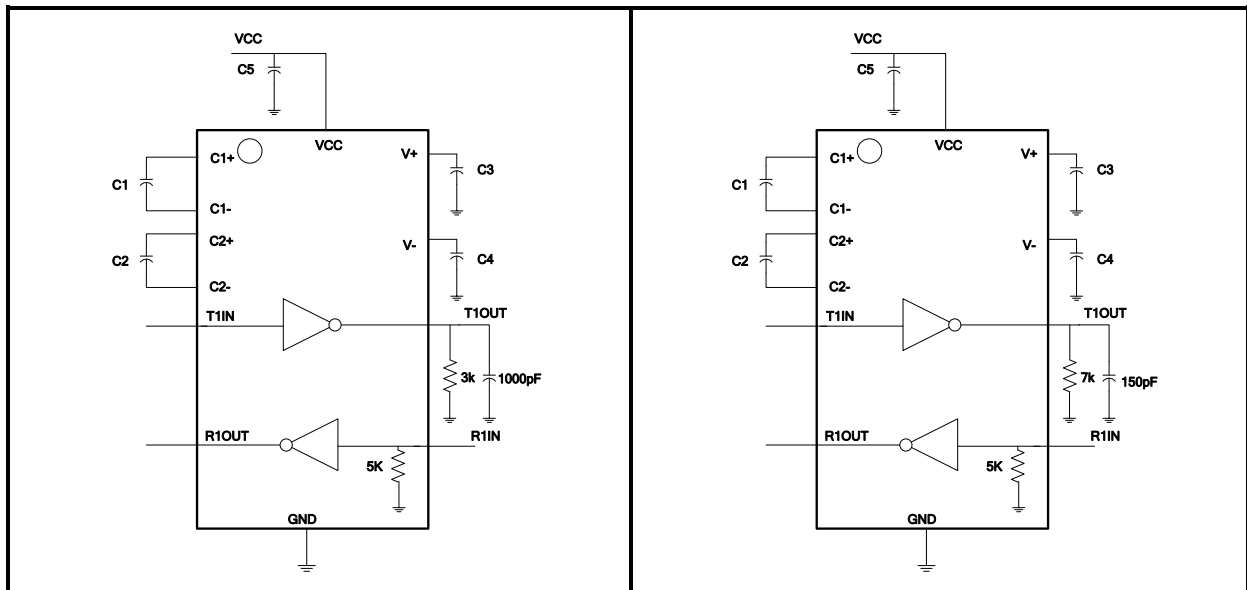 VCC
C5
VCC
C1+
V+
C3
C1
C1-
C2+
V-
C2
C4
C2-
T1IN
T1OUT
3k
1000pF
R1OUT
R1IN
5K
GND
VCC
C5
VCC
C1+
V+
C3
C1
C1-
C2+
V-
C2
C4
C2-
T1IN
T1OUT
7k
150pF
R1OUT
R1IN
5K
GND